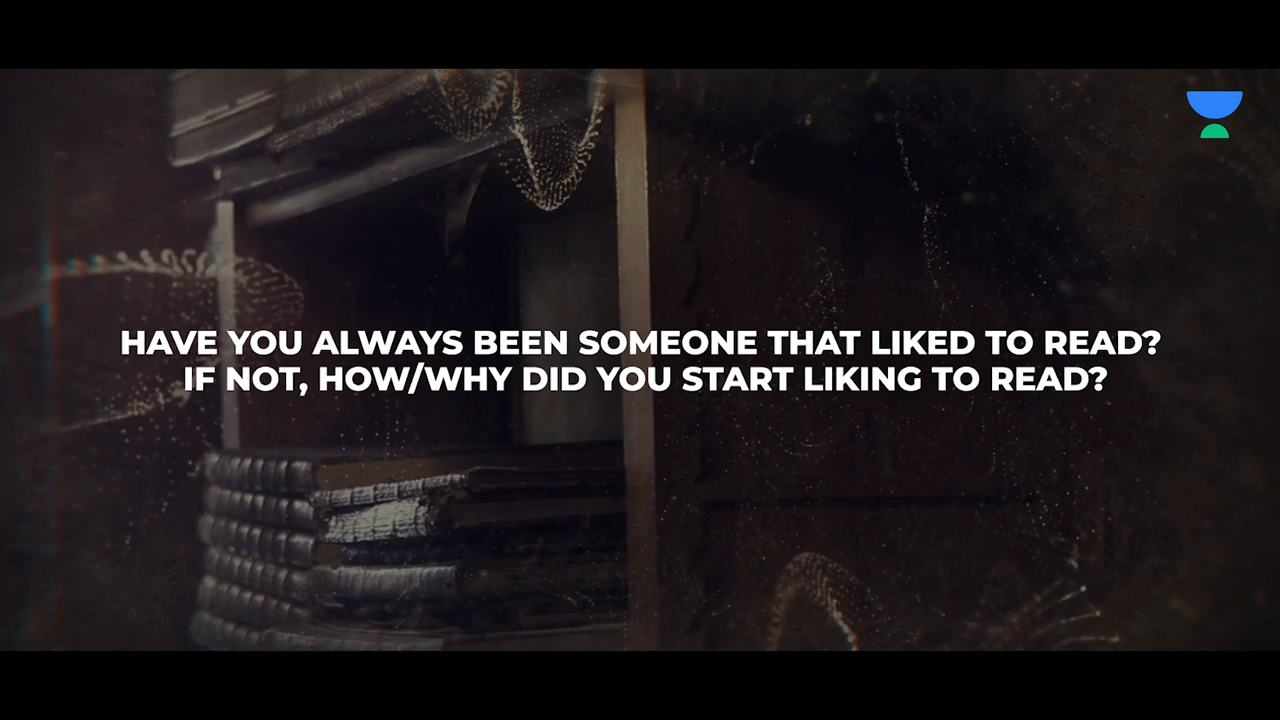 HAVE YOU ALWAYS BEEN SOMEONE THAT LIKED TO READ?
IF NOT, HOW/WHY DID YOU START LIKING TO READ?